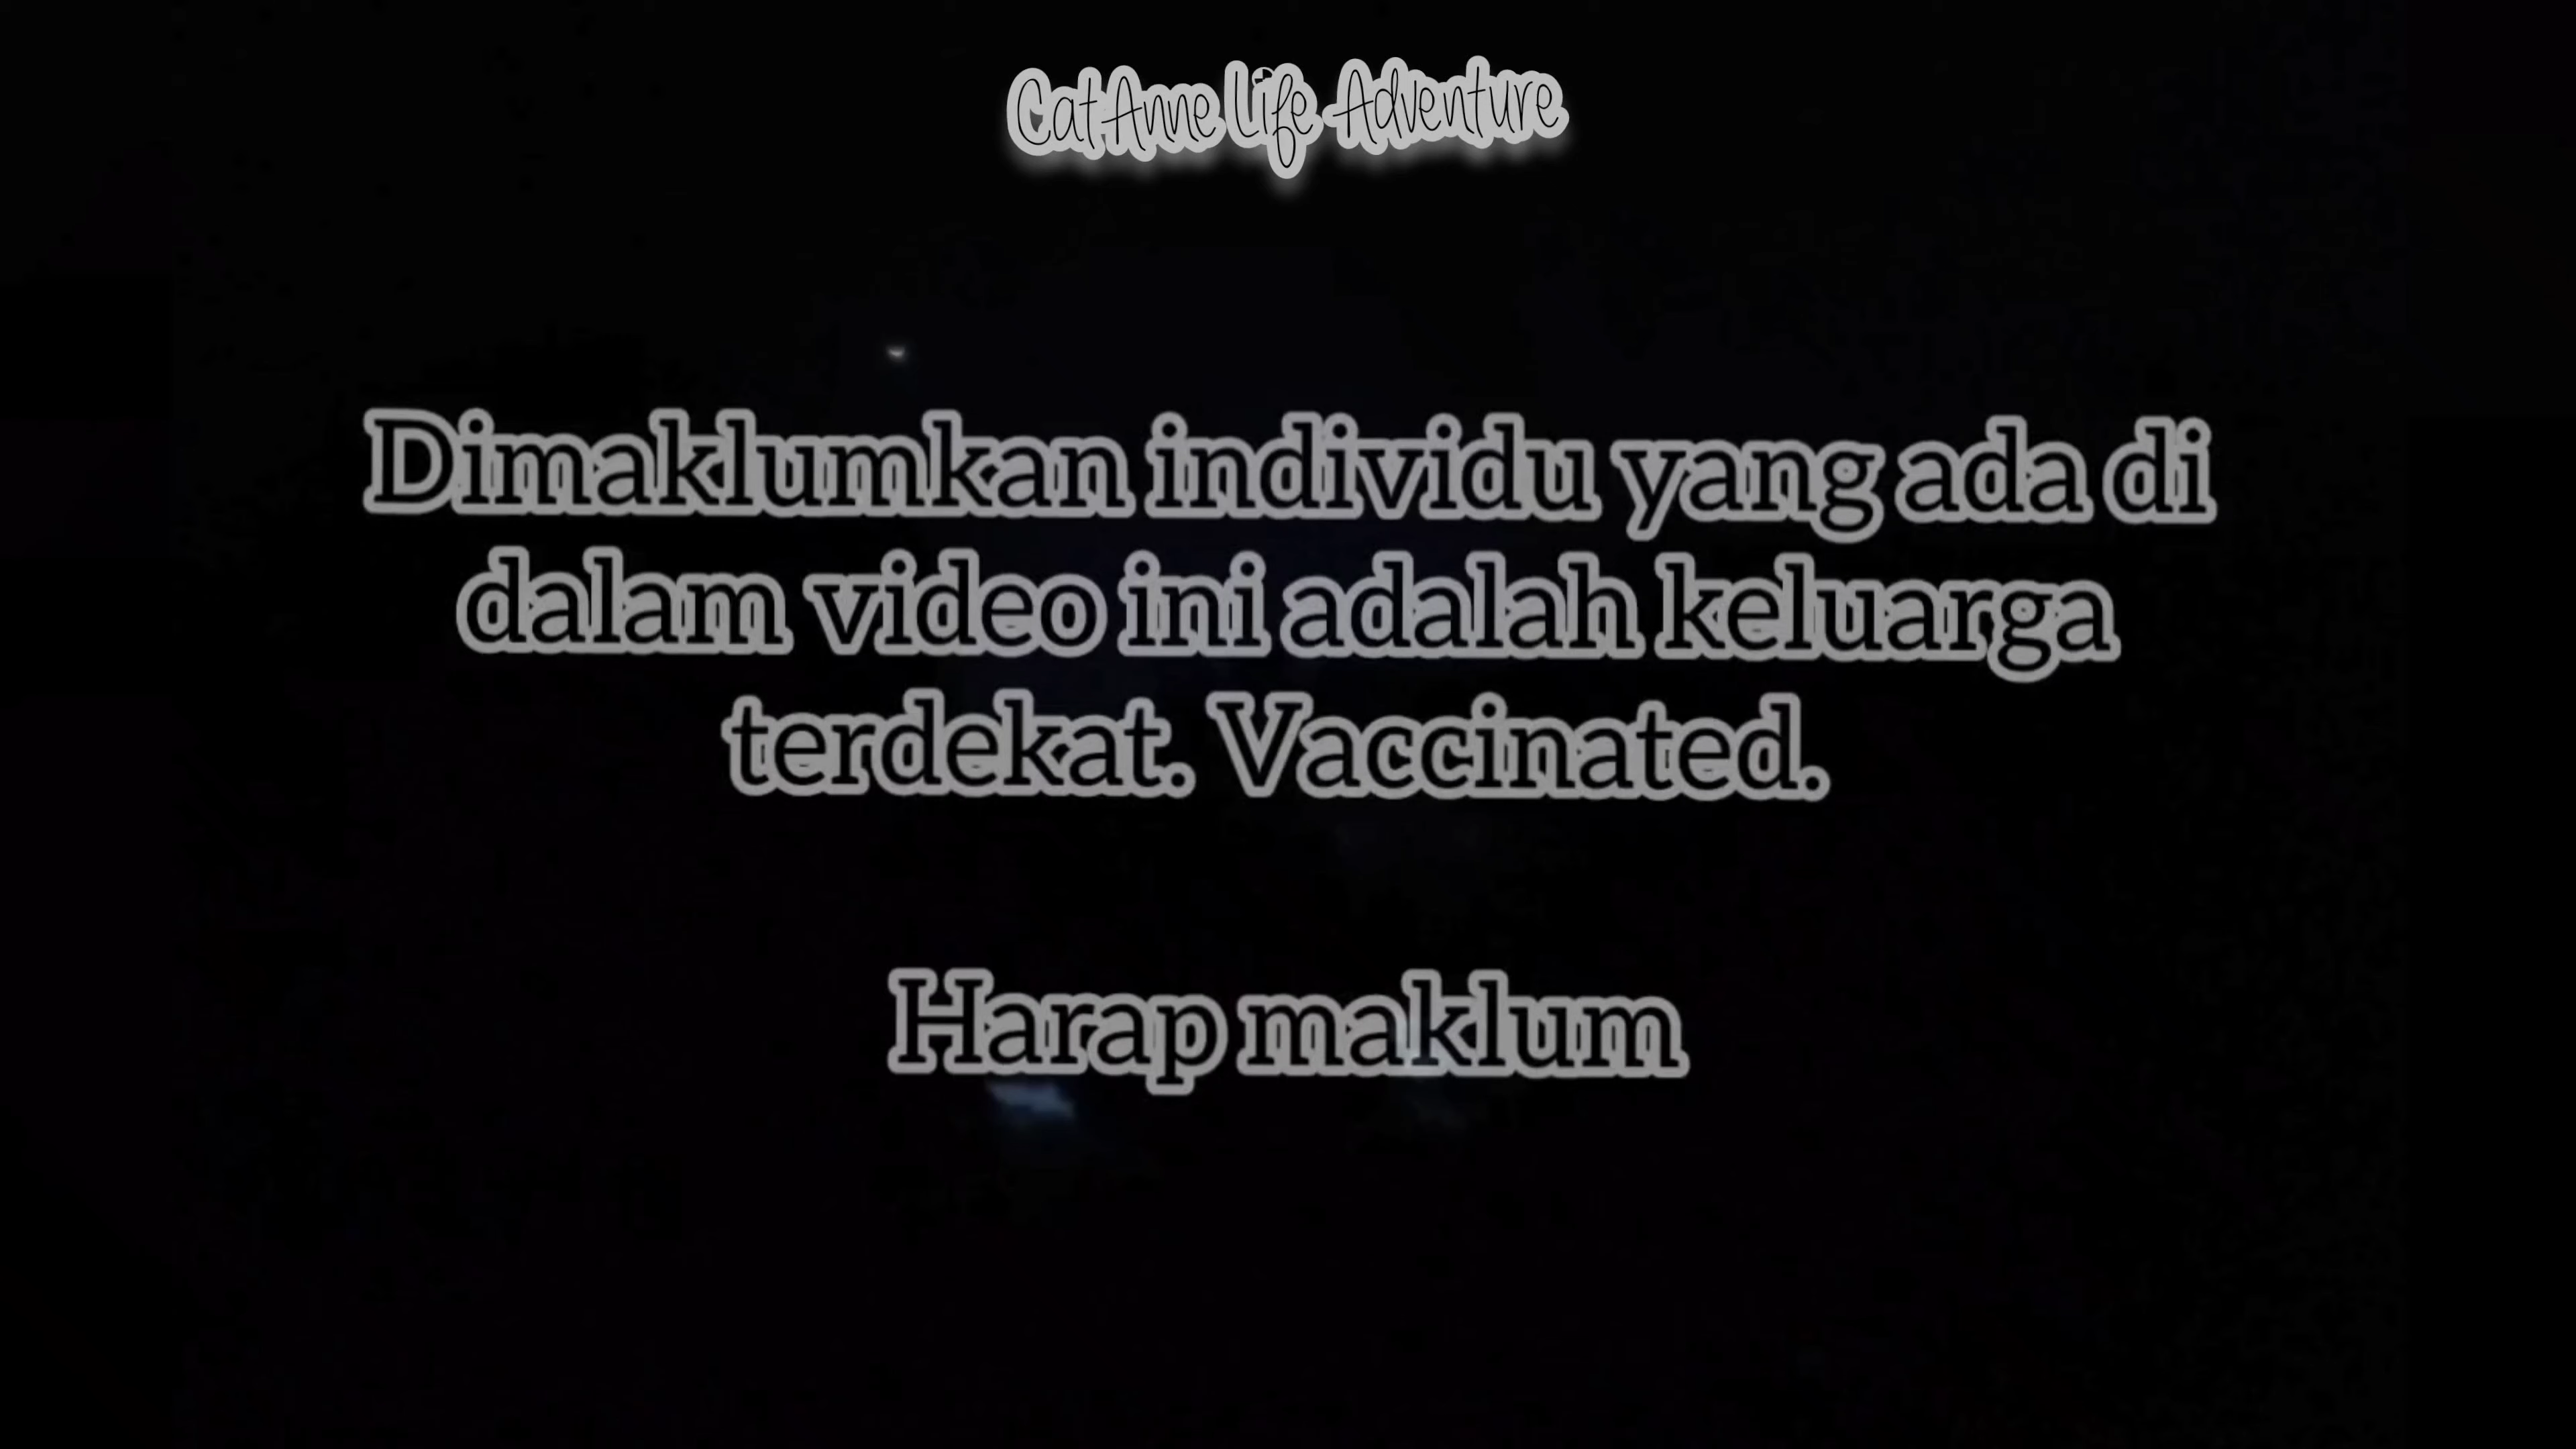 Cat Anne Life Adventure
Dimaklumkan individu yang ada di
dalam video ini adalah keluarga
terdekat. Vaccinated.
Harap maklum